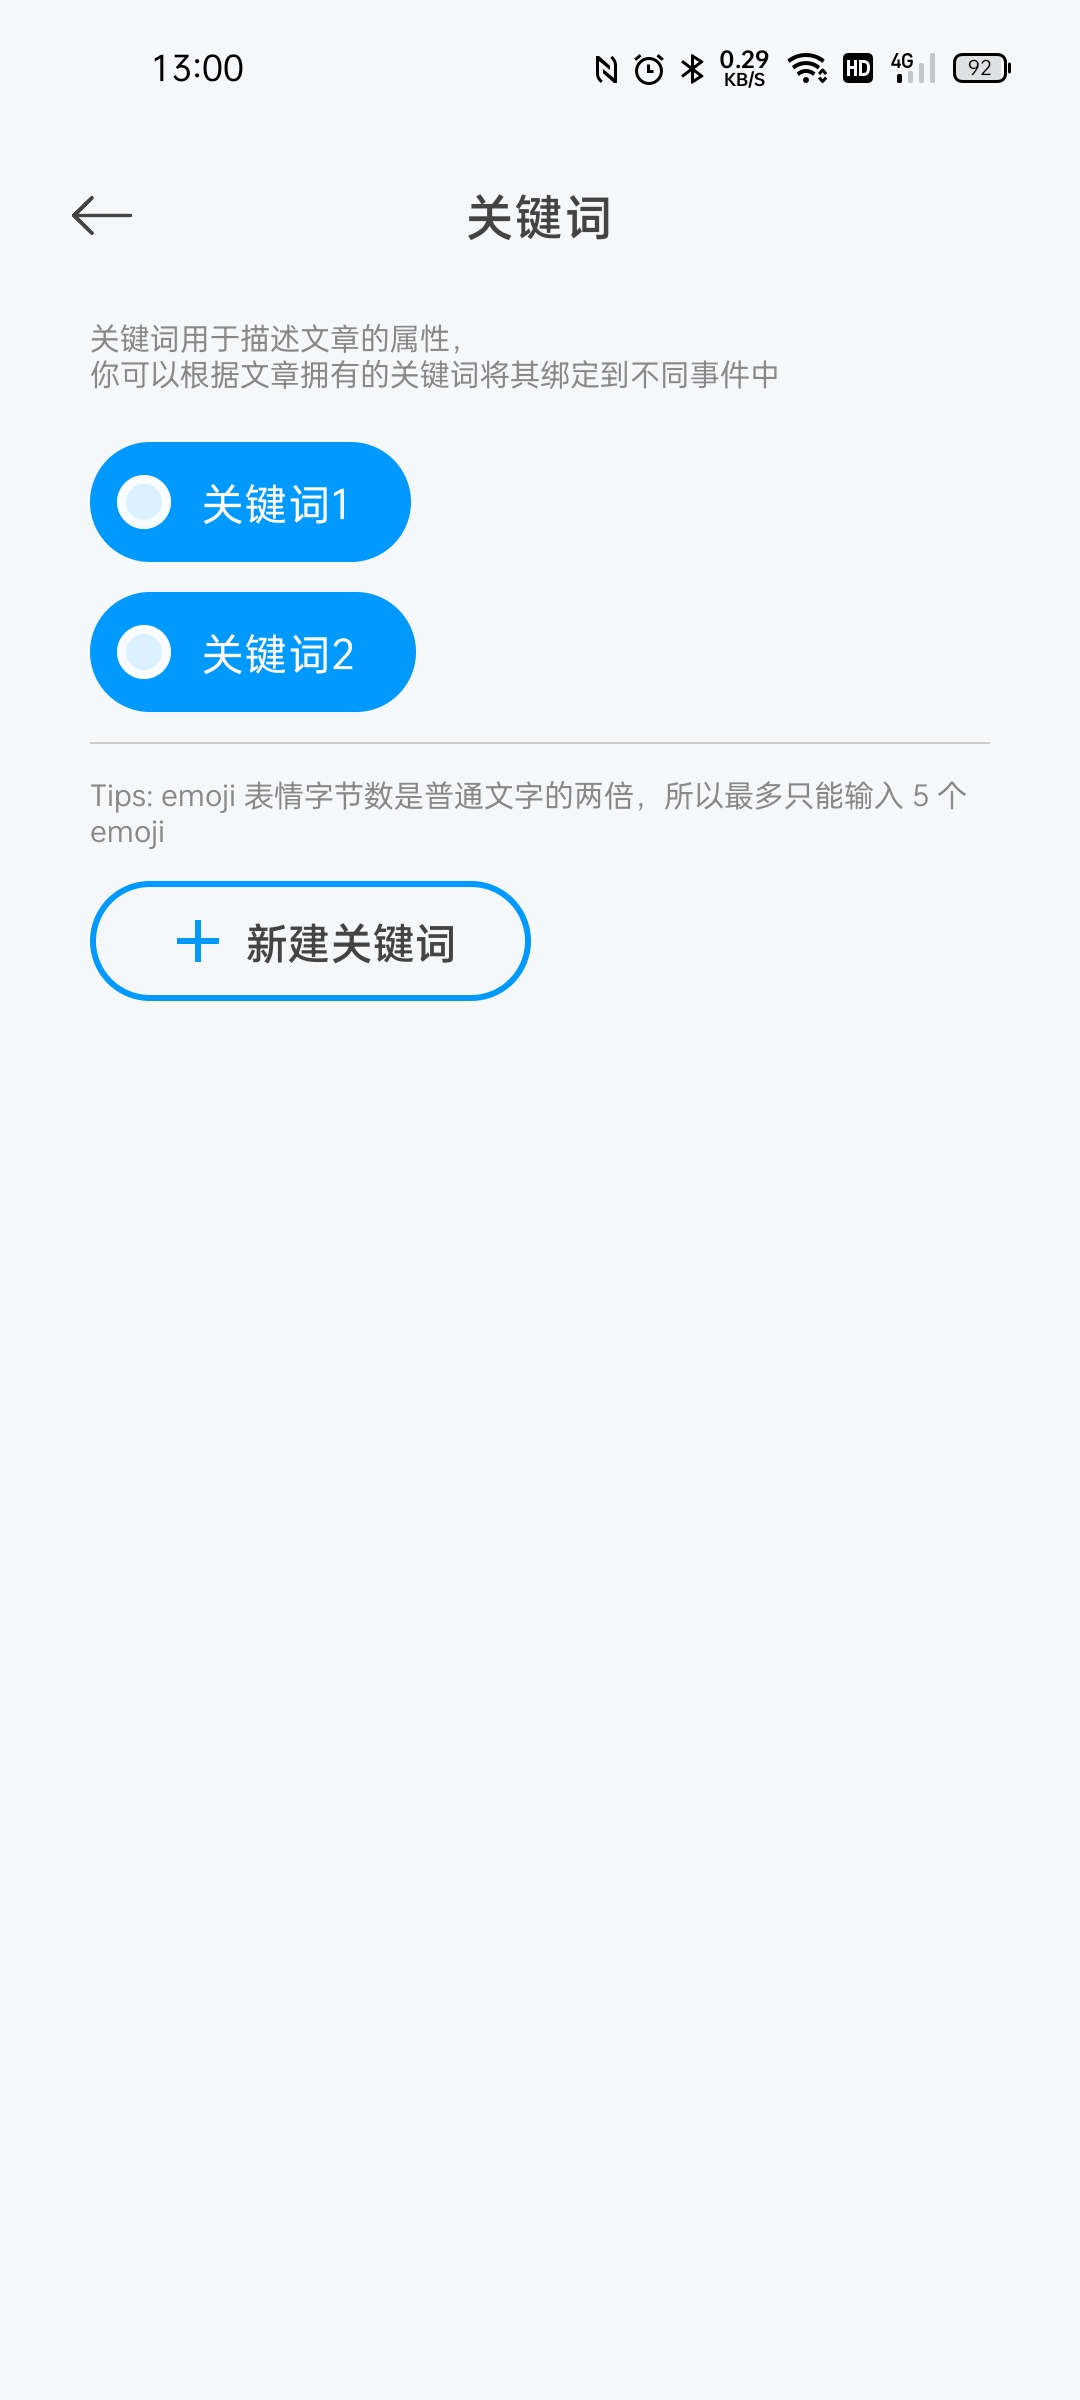 13:00
0.29
KB/S
HD
4G
92
关键词
关键词用于描述文章的属性，
你可以根据文章拥有的关键词将其绑定到不同事件中
关键词1
关键词2
Tips: emoji 表情字节数是普通文字的两倍，所以最多只能输入 5 个
emoji
新建关键词